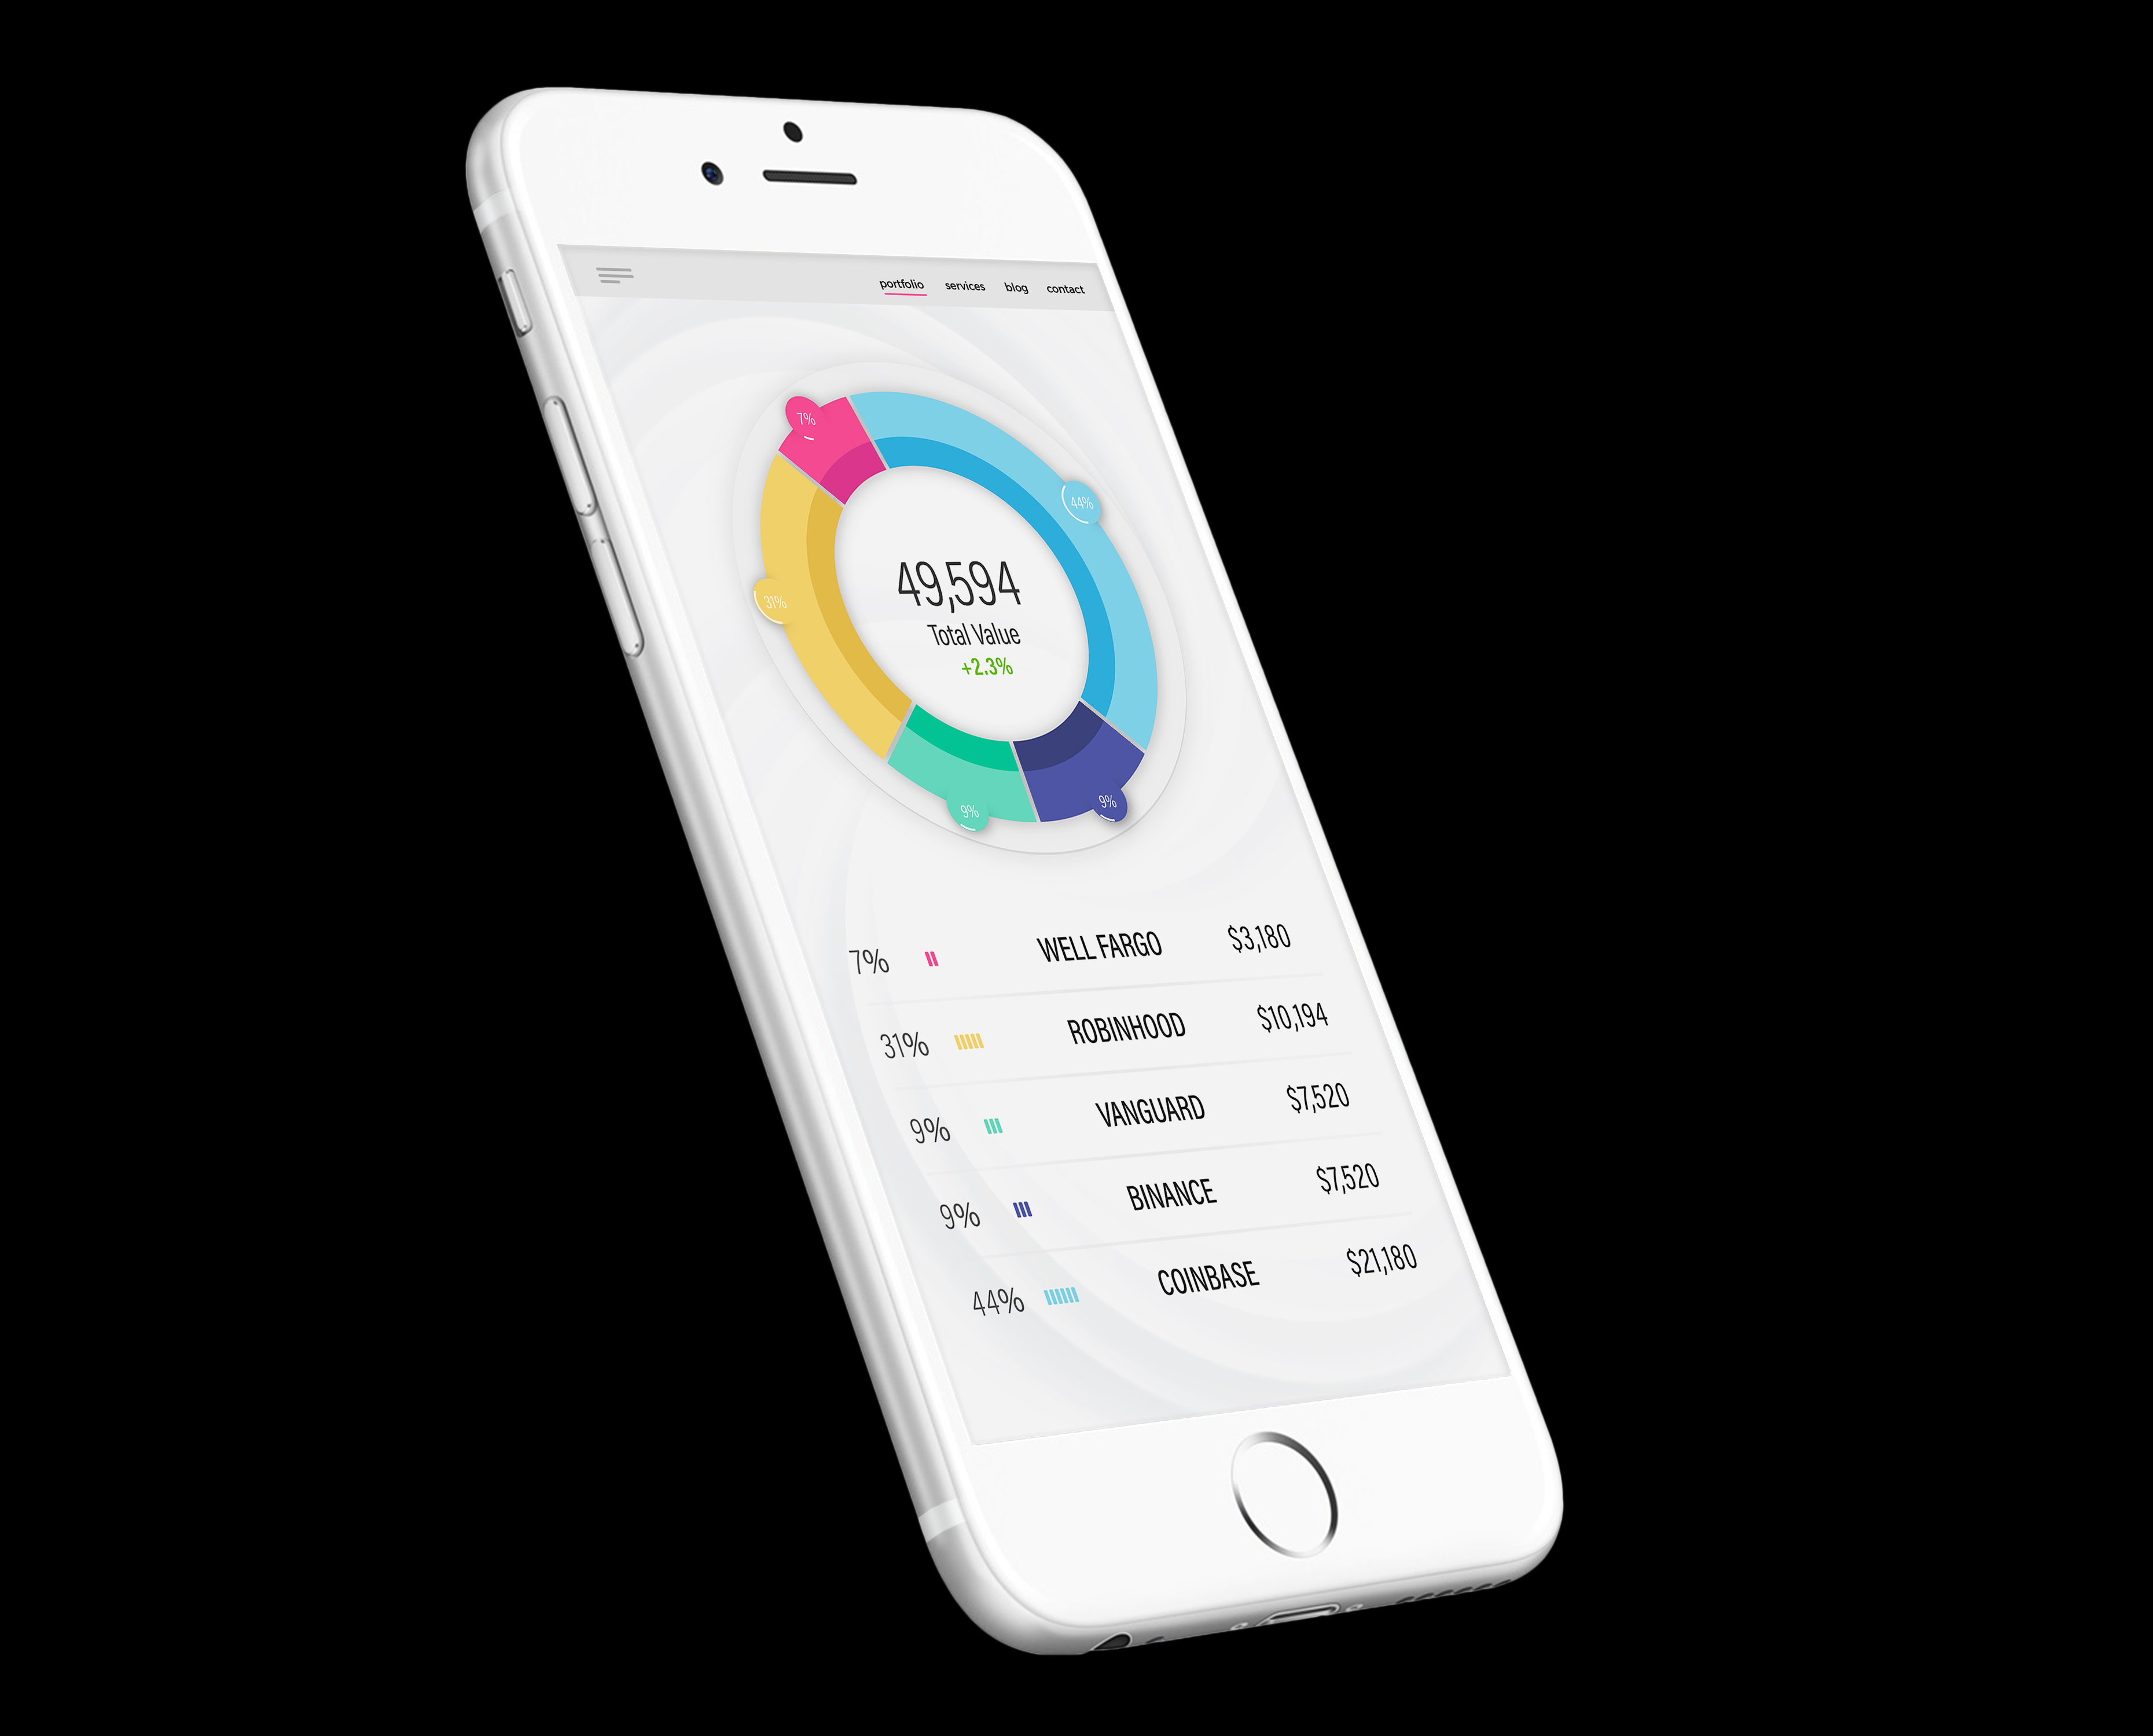 portfolio services blog contact
7%
44%
31%
49,594
Total Value
+2.3%
9%
9%
7% WELL FARGO $3,180
31% ROBINHOOD $10,194
9% VANGUARD $7,520
9% BINANCE $7,520
44% COINBASE $21,180